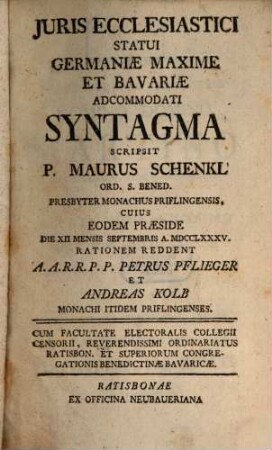 JURIS ECCLESIASTICI
STATUI
GERMANIÆ MAXIME
ET BAVARIÆ
ADCOMMODATI
SYNTAGMA
SCRIPSIT
P. MAURUS SCHENKL
ORD. S. BENED.
PRESBYTER MONACHUS PRIFLINGENSIS,
CUIUS
EODEM PRÆSIDE
DIE XII MENSIS SEPTEMBRIS A. MDCCLXXXV.
RATIONEM REDDENT
A. A. R. R. P. P. PETRUS PFLIEGER
ET
ANDREAS KOLB
MONACHI ITIDEM PRIFLINGENSES.
CUM FACULTATE ELECTORALIS COLLEGII
CENSORII, REVERENDISSIMI ORDINARIATUS
RATISBON. ET SUPERIORUM CONGRE-
GATIONIS BENEDICTINÆ BAVARICÆ.
RATISBONAE
EX OFFICINA NEUBAUERIANA